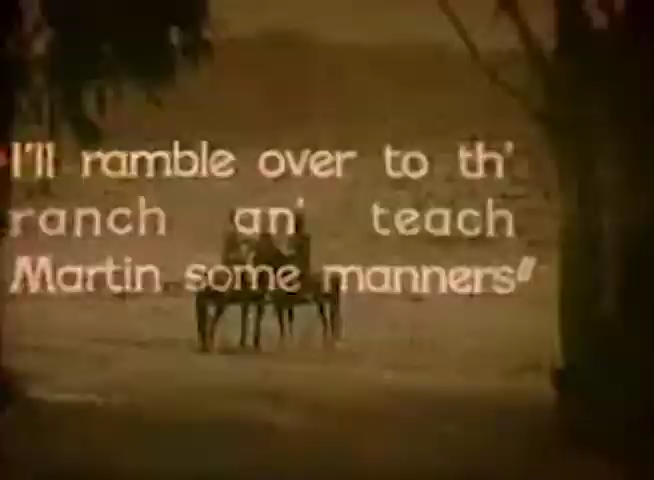 "I'll ramble over to th'
ranch an' teach
Martin some manners"